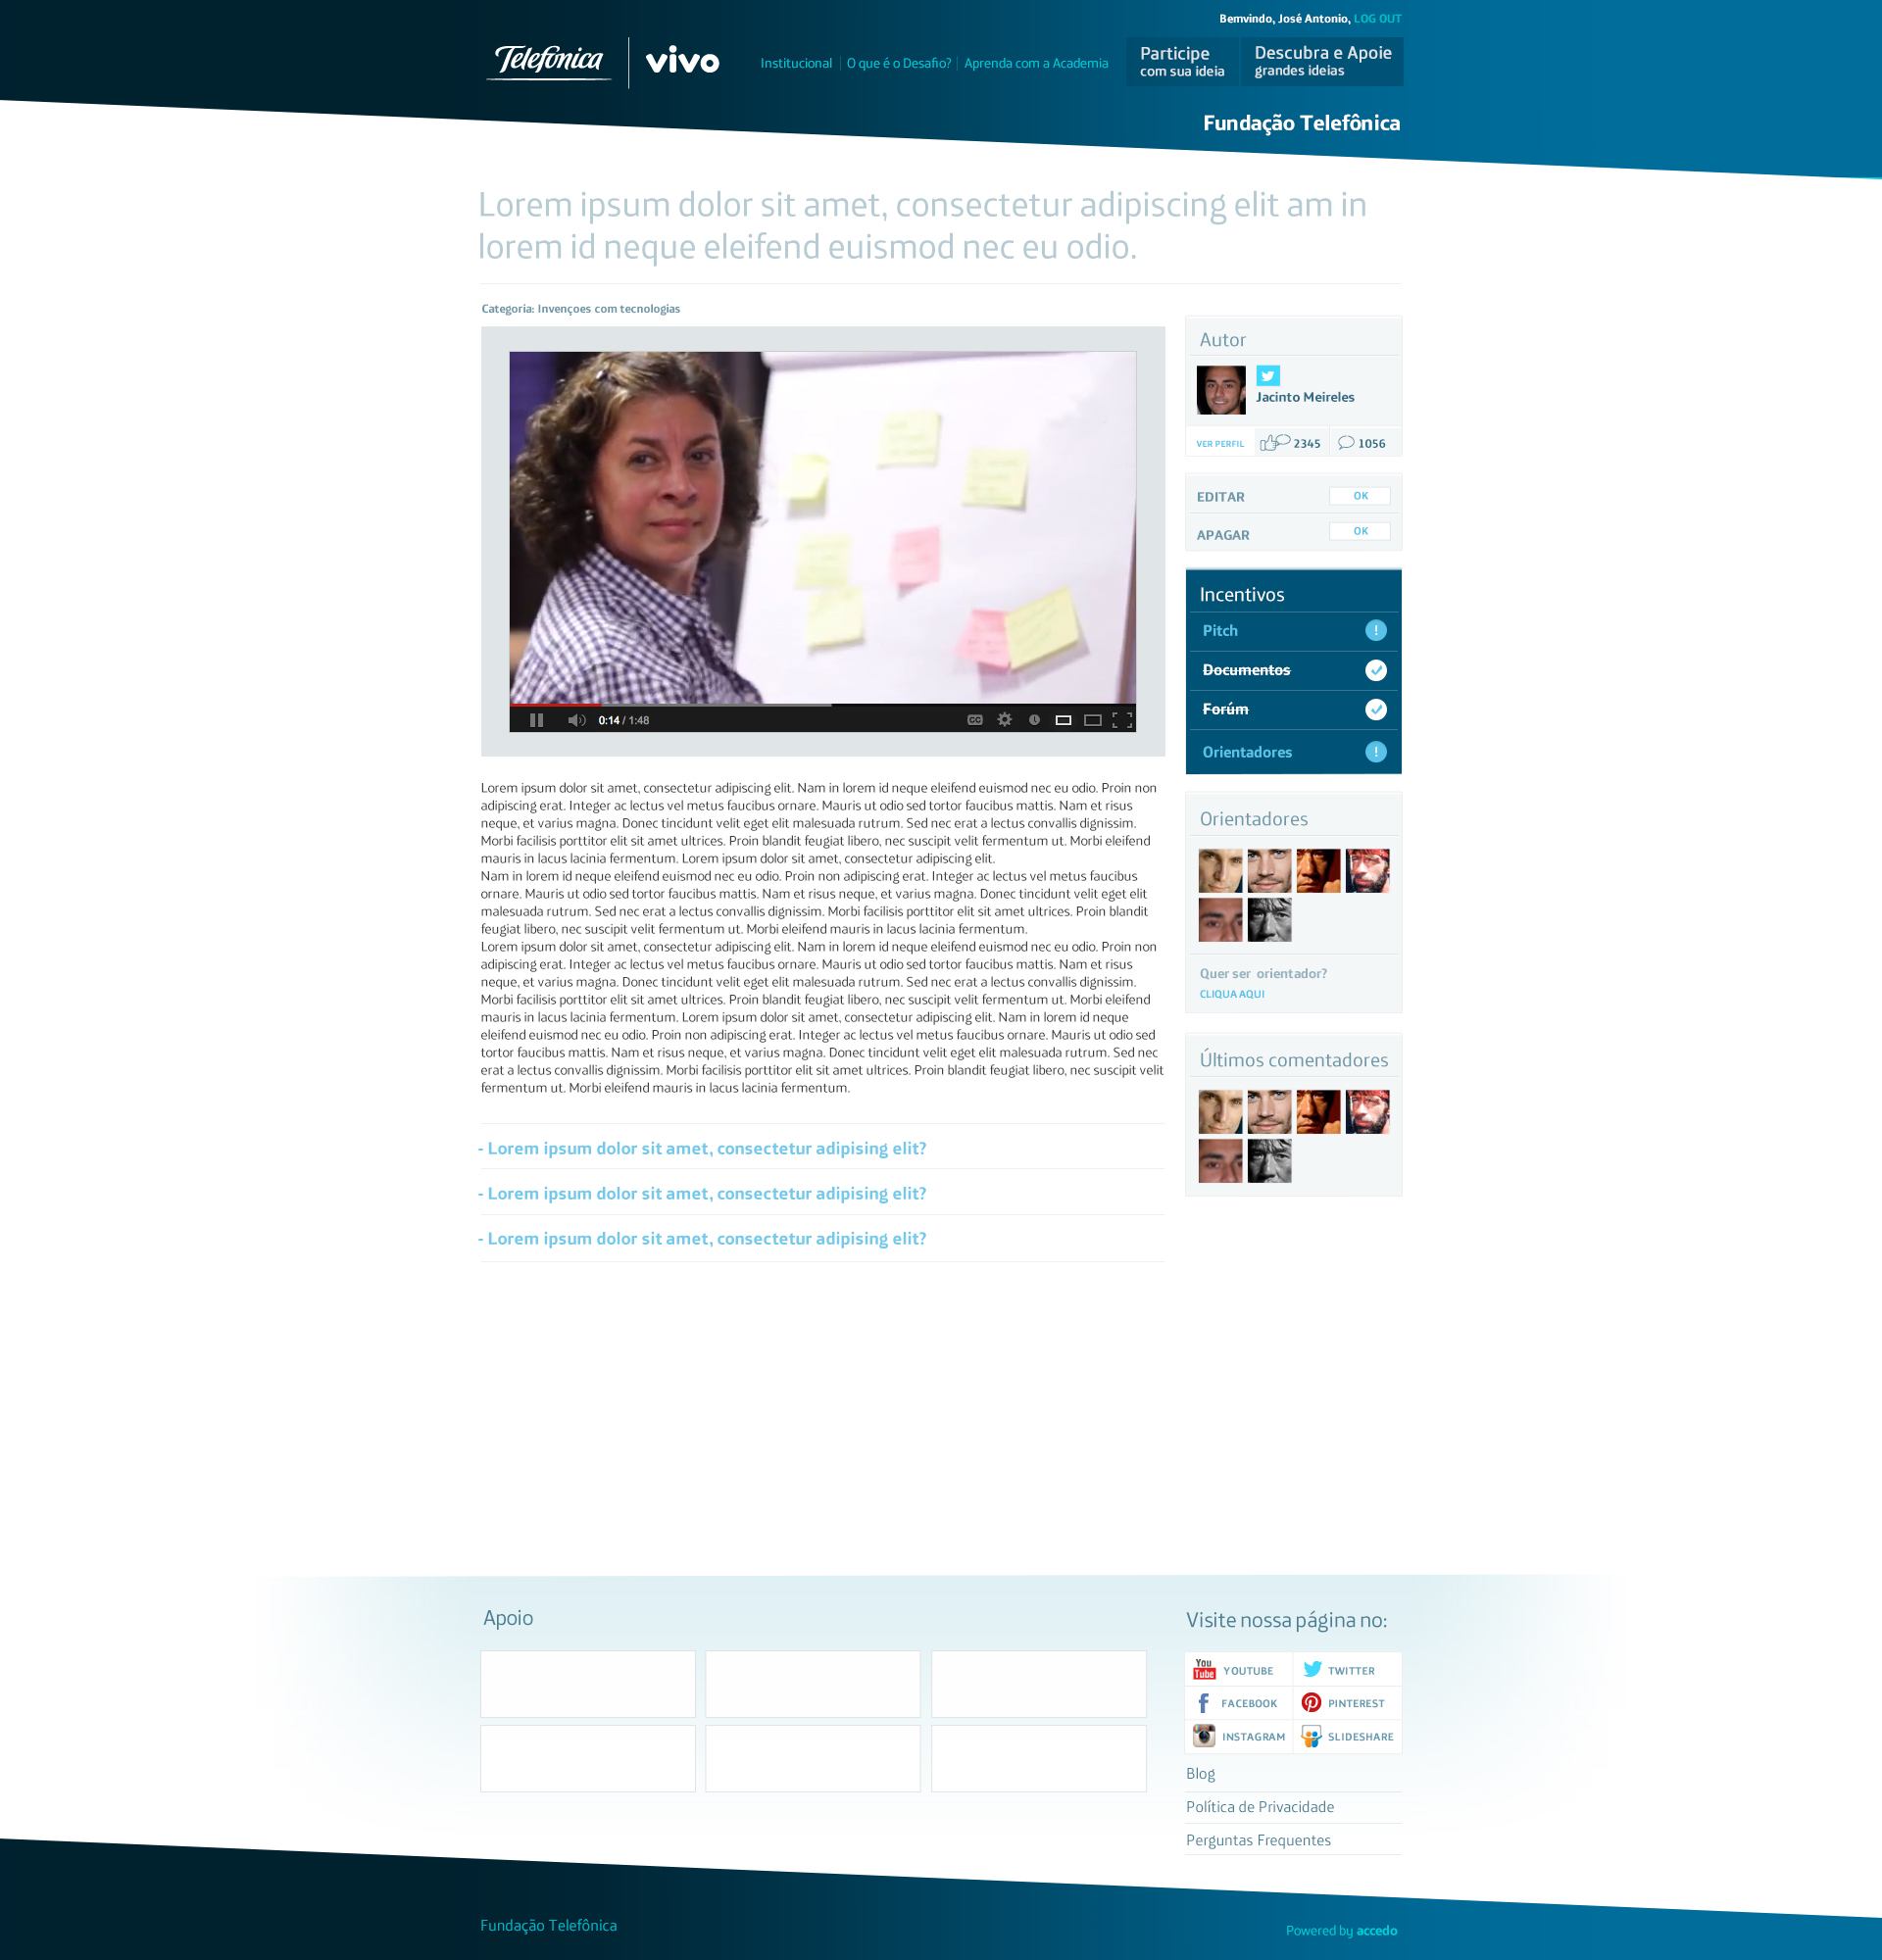 Bemvindo, José Antonio, LOG OUT
Telefónica
vivo
Institucional
O que é o Desafio?
Aprenda com a Academia
Participe
com sua ideia
Descubra e Apoie
grandes ideias
Fundação Telefônica
Lorem ipsum dolor sit amet, consectetur adipiscing elit am in
lorem id neque eleifend euismod nec eu odio.
Categoria: Invençoes com tecnologias
0:14 / 1:48
CC
Lorem ipsum dolor sit amet, consectetur adipiscing elit. Nam in lorem id neque eleifend euismod nec eu odio. Proin non
adipiscing erat. Integer ac lectus vel metus faucibus ornare. Mauris ut odio sed tortor faucibus mattis. Nam et risus
neque, et varius magna. Donec tincidunt velit eget elit malesuada rutrum. Sed nec erat a lectus convallis dignissim.
Morbi facilisis porttitor elit sit amet ultrices. Proin blandit feugiat libero, nec suscipit velit fermentum ut. Morbi eleifend
mauris in lacus lacinia fermentum. Lorem ipsum dolor sit amet, consectetur adipiscing elit.
Nam in lorem id neque eleifend euismod nec eu odio. Proin non adipiscing erat. Integer ac lectus vel metus faucibus
ornare. Mauris ut odio sed tortor faucibus mattis. Nam et risus neque, et varius magna. Donec tincidunt velit eget elit
malesuada rutrum. Sed nec erat a lectus convallis dignissim. Morbi facilisis porttitor elit sit amet ultrices. Proin blandit
feugiat libero, nec suscipit velit fermentum ut. Morbi eleifend mauris in lacus lacinia fermentum.
Lorem ipsum dolor sit amet, consectetur adipiscing elit. Nam in lorem id neque eleifend euismod nec eu odio. Proin non
adipiscing erat. Integer ac lectus vel metus faucibus ornare. Mauris ut odio sed tortor faucibus mattis. Nam et risus
neque, et varius magna. Donec tincidunt velit eget elit malesuada rutrum. Sed nec erat a lectus convallis dignissim.
Morbi facilisis porttitor elit sit amet ultrices. Proin blandit feugiat libero, nec suscipit velit fermentum ut. Morbi eleifend
mauris in lacus lacinia fermentum. Lorem ipsum dolor sit amet, consectetur adipiscing elit. Nam in lorem id neque
eleifend euismod nec eu odio. Proin non adipiscing erat. Integer ac lectus vel metus faucibus ornare. Mauris ut odio sed
tortor faucibus mattis. Nam et risus neque, et varius magna. Donec tincidunt velit eget elit malesuada rutrum. Sed nec
erat a lectus convallis dignissim. Morbi facilisis porttitor elit sit amet ultrices. Proin blandit feugiat libero, nec suscipit velit
fermentum ut. Morbi eleifend mauris in lacus lacinia fermentum.
- Lorem ipsum dolor sit amet, consectetur adipising elit?
- Lorem ipsum dolor sit amet, consectetur adipising elit?
- Lorem ipsum dolor sit amet, consectetur adipising elit?
Autor
Jacinto Meireles
VER PERFIL
2345
1056
EDITAR
OK
APAGAR
OK
Incentivos
Pitch
!
Documentos
Forúm
Orientadores
!
Orientadores
Quer ser orientador?
CLIQUA AQUI
Últimos comentadores
Apoio
Visite nossa página no:
You Tube
YOUTUBE
TWITTER
FACEBOOK
PINTEREST
INSTAGRAM
SLIDESHARE
Blog
Política de Privacidade
Perguntas Frequentes
Fundação Telefônica
Powered by accedo